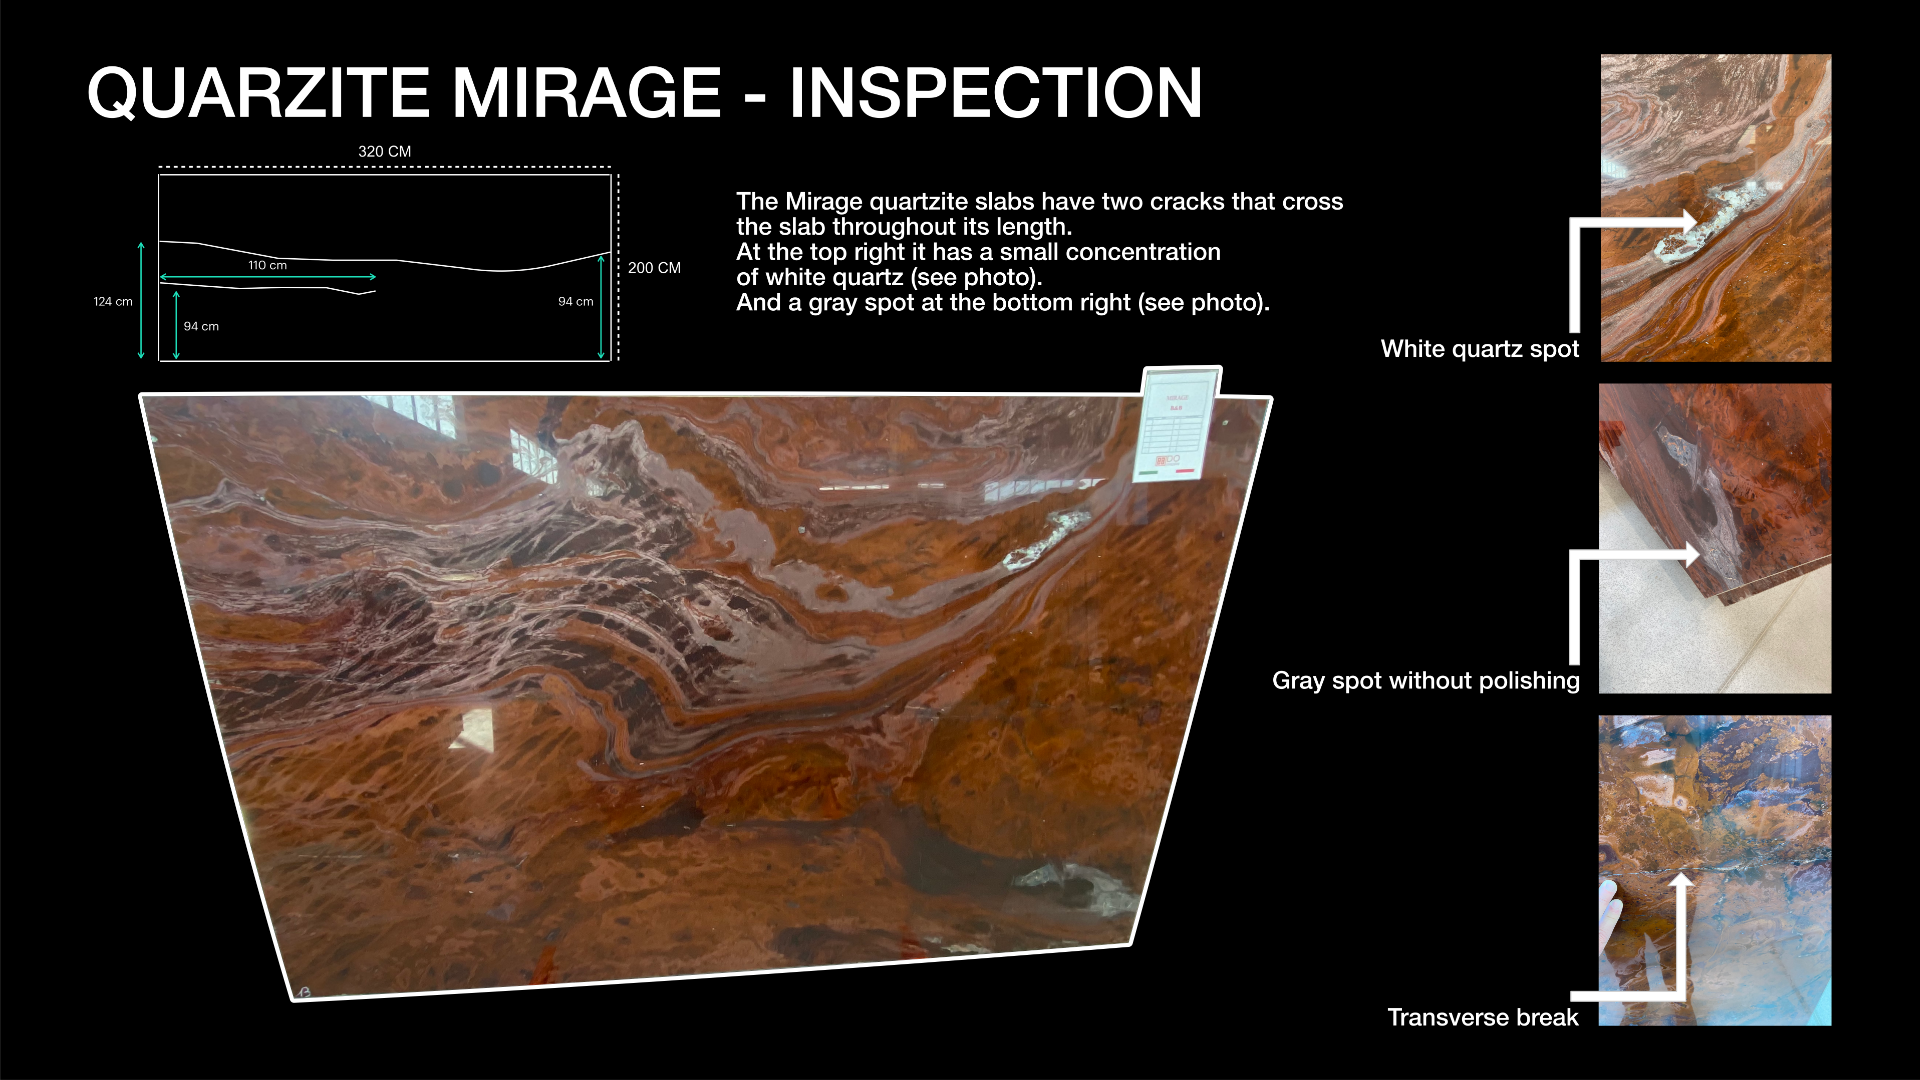 QUARZITE MIRAGE - INSPECTION
320 CM
110 cm
200 CM
124 cm
94 cm
94 cm
The Mirage quartzite slabs have two cracks that cross
the slab throughout its length.
At the top right it has a small concentration
of white quartz (see photo).
And a gray spot at the bottom right (see photo).
White quartz spot
MIRAGE
Gray spot without polishing
Transverse break